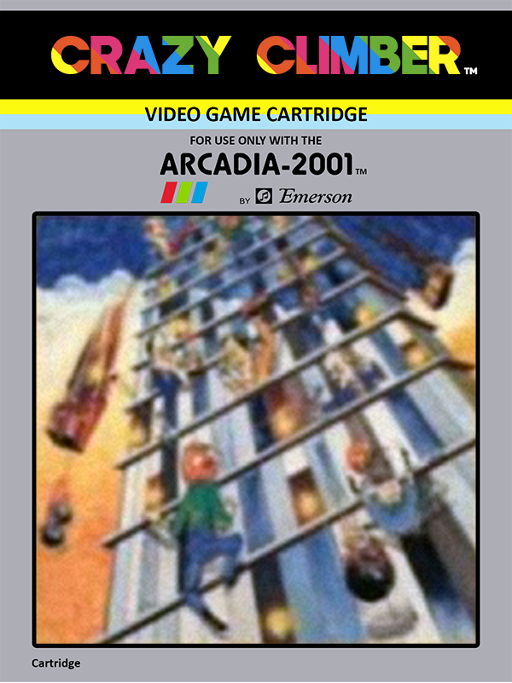 CRAZY CLIMBER™
VIDEO GAME CARTRIDGE
FOR USE ONLY WITH THE
ARCADIA-2001™
BY Emerson
Cartridge